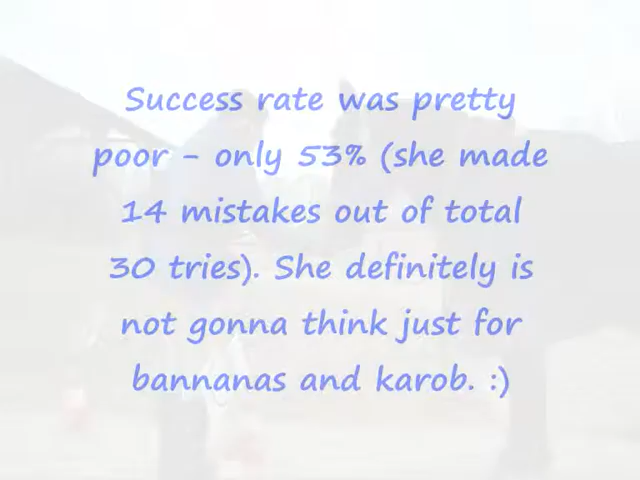 Success rate was pretty
poor - only 53% (she made
14 mistakes out of total
30 tries). She definitely is
not gonna think just for
bannanas and karob. :)